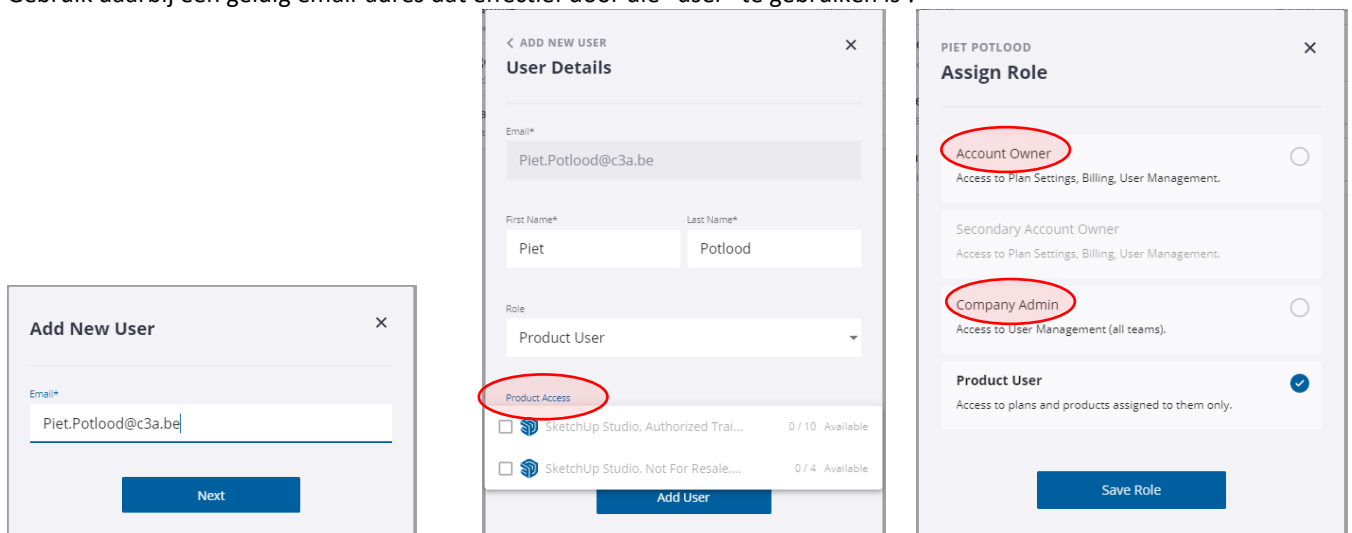 Gebruik daarbij een geldig email adres dat effectief door die "user" te gebruiken is .
Add New User
Email*
Piet.Potlood@c3a.be
Next
ADD NEW USER
User Details
Email*
Piet.Potlood@c3a.be
First Name* Last Name*
Piet Potlood
Role
Product User
Product Access
SketchUp Studio, Authorized Trai... 0 / 10 Available
SketchUp Studio, Not For Resale,... 0 / 4 Available
Add User
PIET POTLOOD
Assign Role
Account Owner
Access to Plan Settings, Billing, User Management.
Secondary Account Owner
Access to Plan Settings, Billing, User Management.
Company Admin
Access to User Management (all teams).
Product User
Access to plans and products assigned to them only.
Save Role